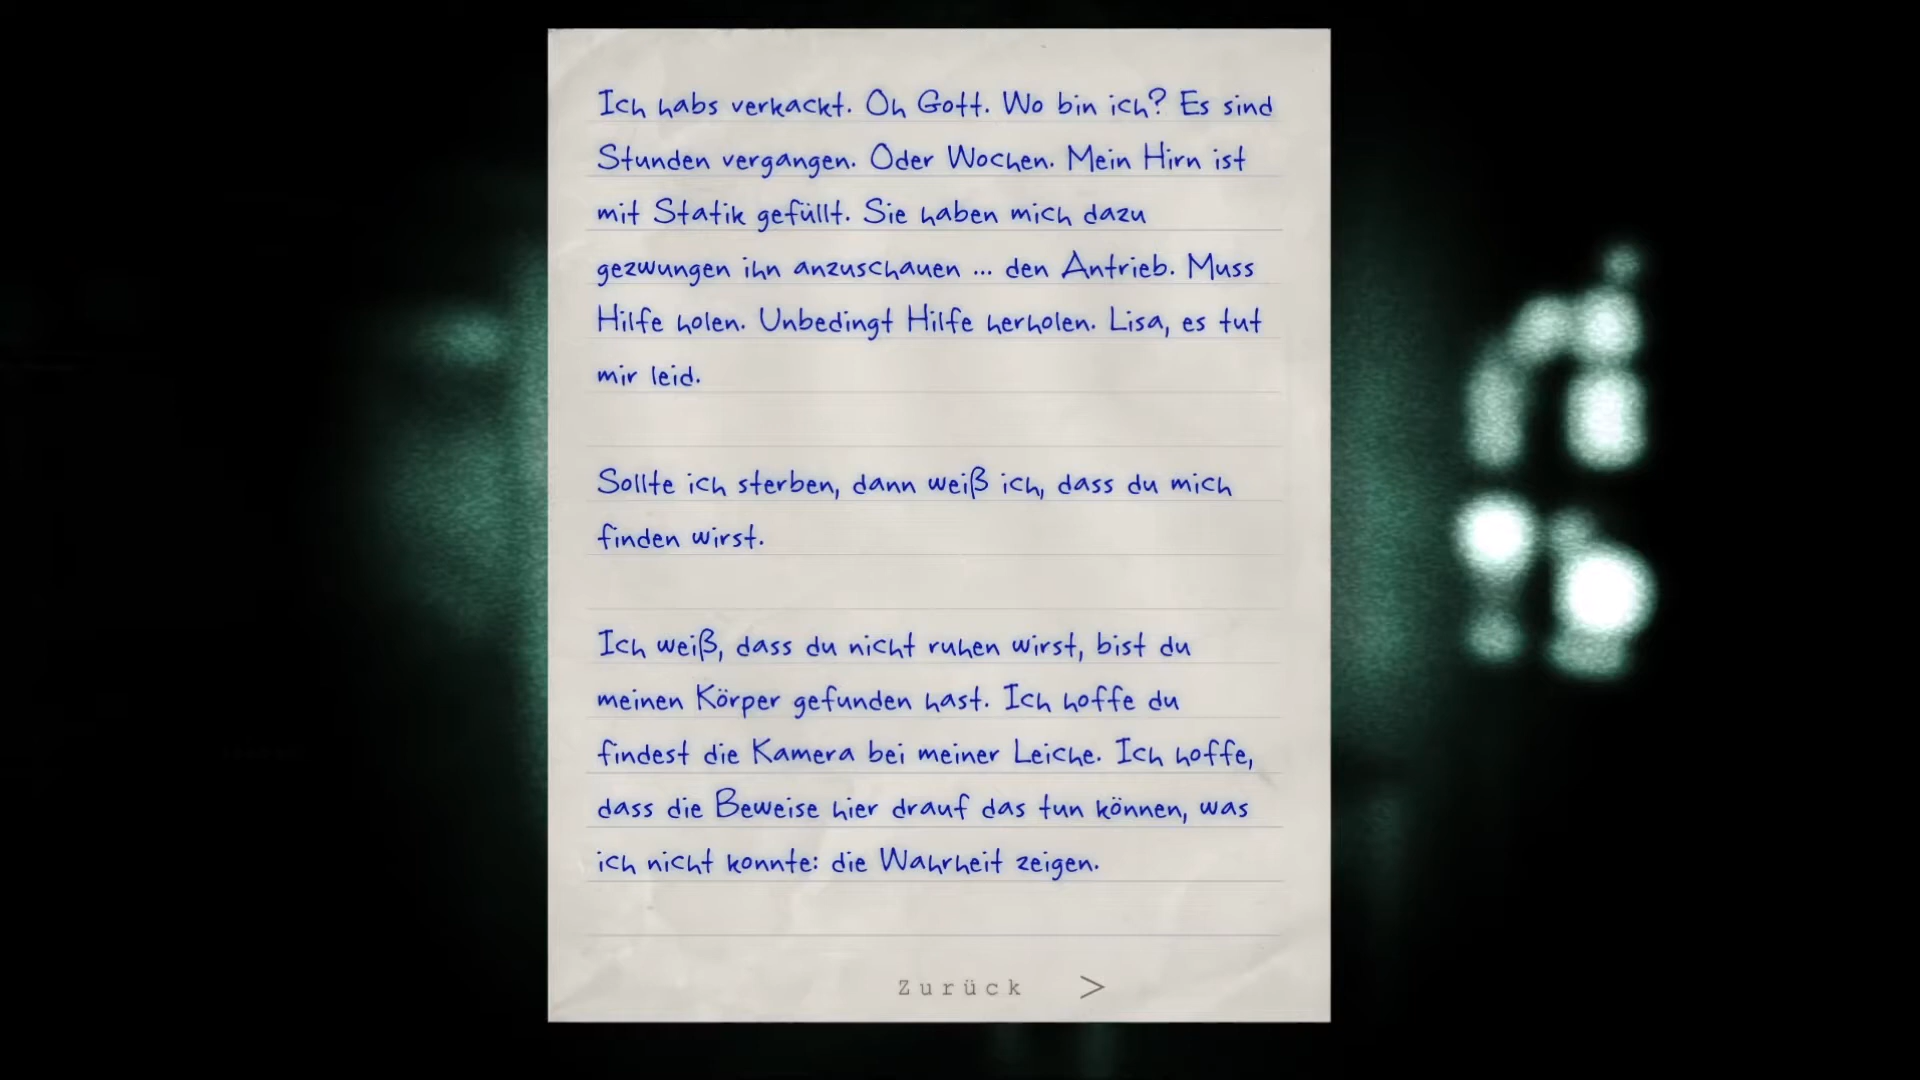 Ich habs verkackt. Oh Gott. Wo bin ich? Es sind
Stunden vergangen. Oder Wochen. Mein Hirn ist
mit Statik gefüllt. Sie haben mich dazu
gezwungen ihn anzuschauen ... den Antrieb. Muss
Hilfe holen. Unbedingt Hilfe herholen. Lisa, es tut
mir leid.
Sollte ich sterben, dann weiß ich, dass du mich
finden wirst.
Ich weiß, dass du nicht ruhen wirst, bist du
meinen Körper gefunden hast. Ich hoffe du
findest die Kamera bei meiner Leiche. Ich hoffe,
dass die Beweise hier drauf das tun können, was
ich nicht konnte: die Wahrheit zeigen.
Zurück >